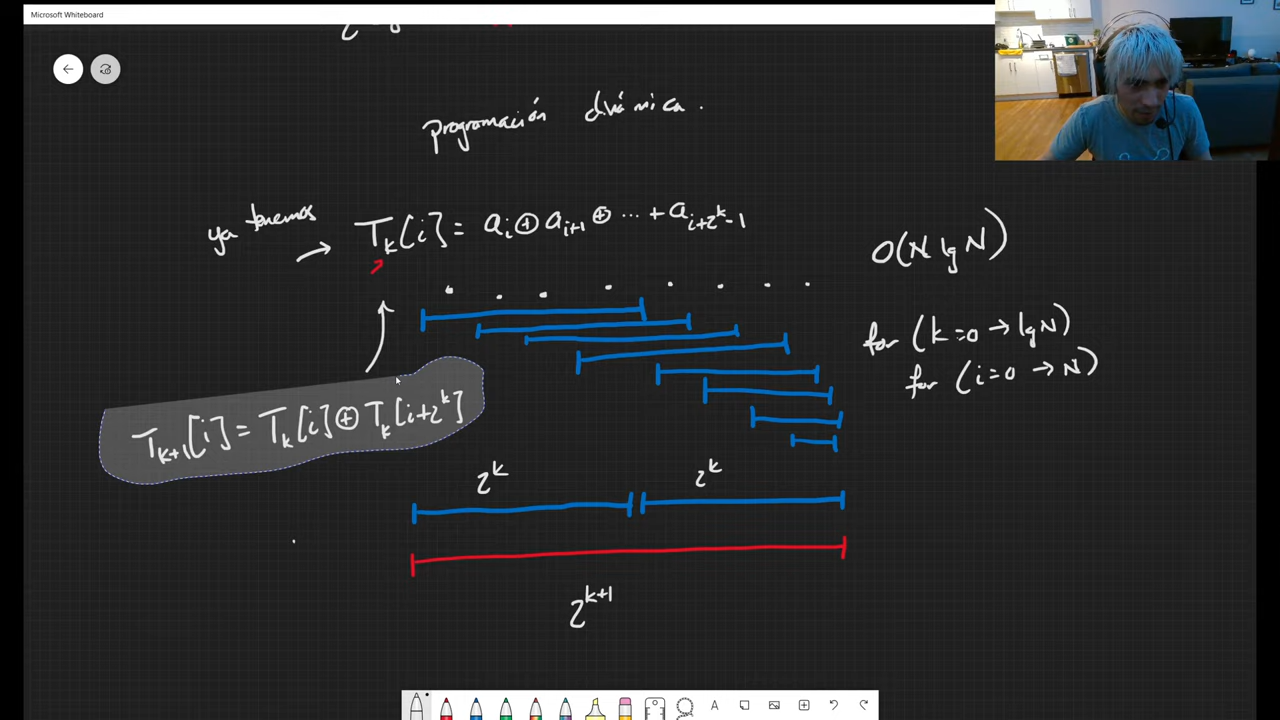 Microsoft Whiteboard
programación dinámica.
ya tenemos → T_k[i] = a_i ⊕ a_{i+1} ⊕ ... + a_{i+2^k-1}
O(N lg N)
for (k=0 → lg N)
for (i=0 → N)
T_{k+1}[i] = T_k[i] ⊕ T_k[i+2^k]
2^k 2^k
2^{k+1}
A